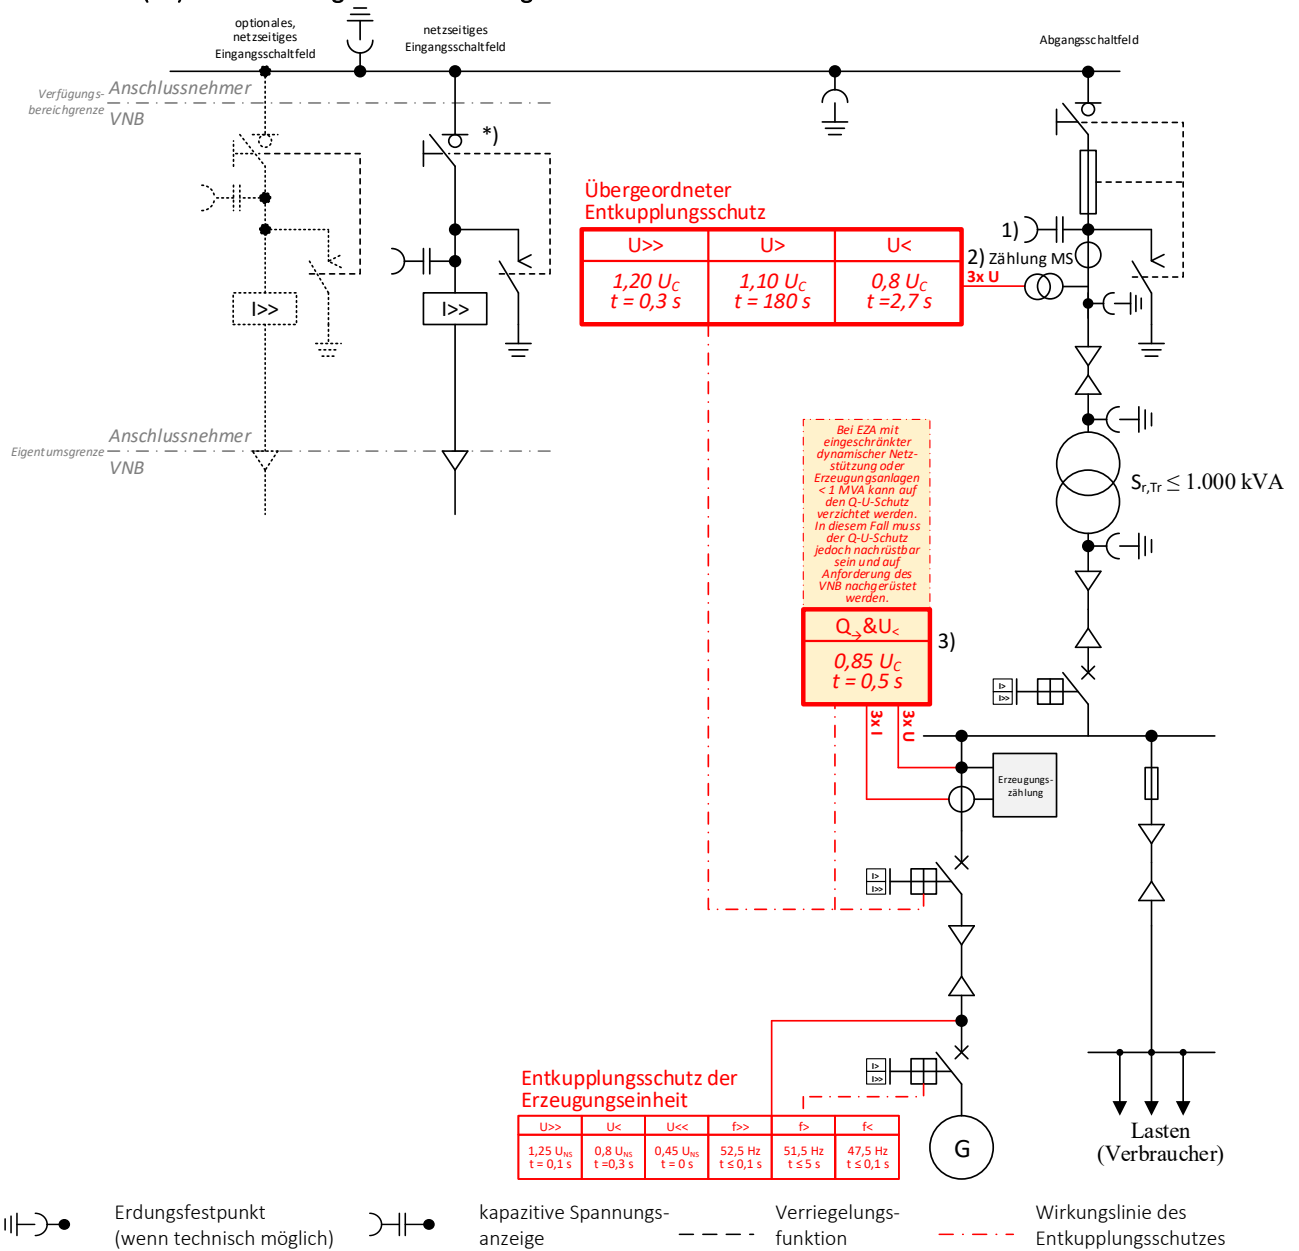 optionales,
netzseitiges
Eingangsschaltfeld
netzseitiges
Eingangsschaltfeld
Abgangsschaltfeld
Verfügungs-
bereichgrenze
Anschlussnehmer
VNB
*)
Übergeordneter
Entkupplungsschutz
U>> U> U<
1,20 UC 1,10 UC 0,8 UC
t = 0,3 s t = 180 s t =2,7 s
1)
2) Zählung MS
3x U
I>>
I>>
Eigentumsgrenze
Anschlussnehmer
VNB
Sr,Tr ≤ 1.000 kVA
Bei EZA mit
eingeschränkter
dynamischer Netz-
stützung oder
Erzeugungsanlagen
< 1 MVA kann auf
den Q-U-Schutz
verzichtet werden.
In diesem Fall muss
der Q-U-Schutz
jedoch nachrüstbar
sein und auf
Anforderung des
VNB nachgerüstet
werden.
Q→&U<
3)
0,85 UC
t = 0,5 s
3x I
3x U
I>
I>>
Erzeugungs-
zählung
I>
I>>
I>
I>>
Entkupplungsschutz der
Erzeugungseinheit
U>> U< U<< f>> f> f<
1,25 UNS 0,8 UNS 0,45 UNS 52,5 Hz 51,5 Hz 47,5 Hz
t = 0,1 s t =0,3 s t = 0 s t ≤ 0,1 s t ≤ 5 s t ≤ 0,1 s
G
Lasten
(Verbraucher)
Erdungsfestpunkt
(wenn technisch möglich)
kapazitive Spannungs-
anzeige
Verriegelungs-
funktion
Wirkungslinie des
Entkupplungsschutzes